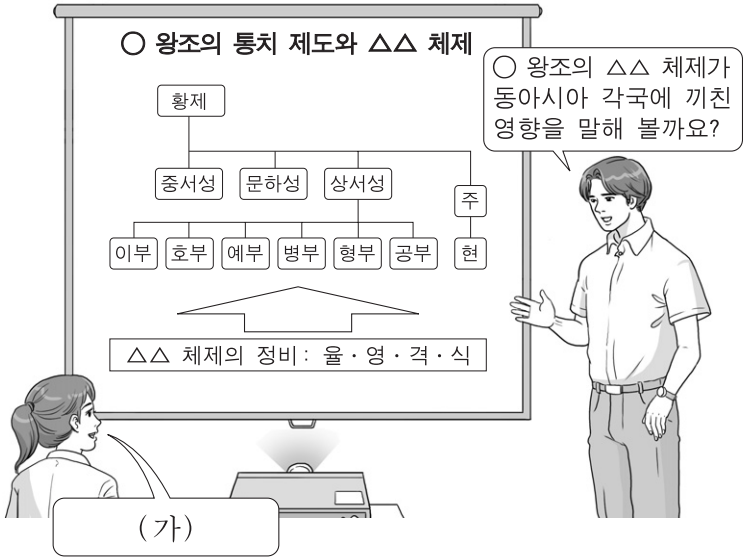 ○ 왕조의 통치 제도와 △△ 체제
황제
중서성 문하성 상서성 주
이부 호부 예부 병부 형부 공부 현
△△ 체제의 정비 : 율·영·격·식
○ 왕조의 △△ 체제가
동아시아 각국에 끼친
영향을 말해 볼까요?
(가)